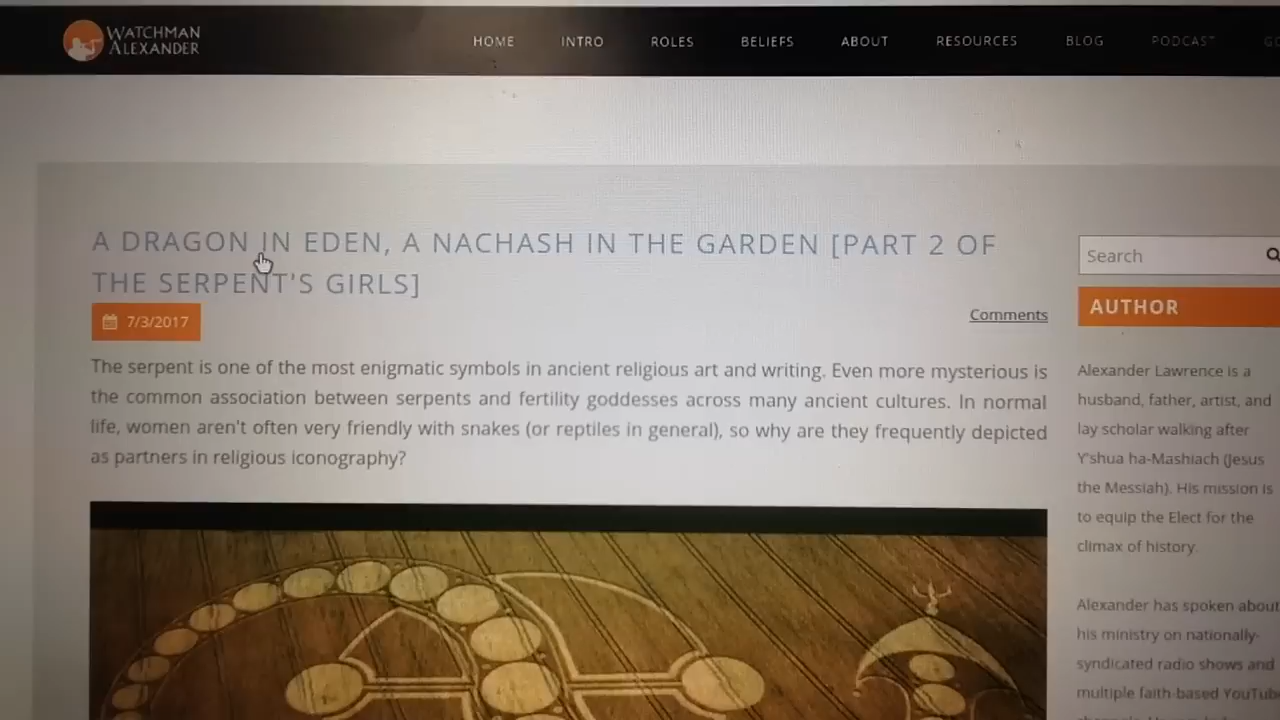 WATCHMAN
ALEXANDER
HOME INTRO ROLES BELIEFS ABOUT RESOURCES BLOG PODCAST
A DRAGON IN EDEN, A NACHASH IN THE GARDEN [PART 2 OF
THE SERPENT'S GIRLS]
7/3/2017
Comments
The serpent is one of the most enigmatic symbols in ancient religious art and writing. Even more mysterious is
the common association between serpents and fertility goddesses across many ancient cultures. In normal
life, women aren't often very friendly with snakes (or reptiles in general), so why are they frequently depicted
as partners in religious iconography?
Search
AUTHOR
Alexander Lawrence is a
husband, father, artist, and
lay scholar walking after
Y'shua ha-Mashiach (Jesus
the Messiah). His mission is
to equip the Elect for the
climax of history.
Alexander has spoken about
his ministry on nationally-
syndicated radio shows and
multiple faith-based YouTube